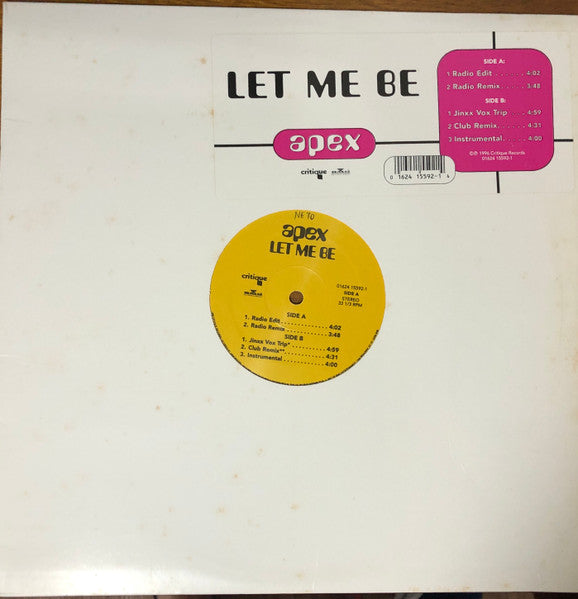 LET ME BE
apex
critique
SIDE A:
1 Radio Edit . . . . . . 4:02
2 Radio Remix . . . . 3:48
SIDE B:
1 Jinxx Vox Trip . . . 4:59
2 Club Remix . . . . . 4:31
3 Instrumental . . . . 4:00
©℗ 1996 Critique Records
01624 15592-1
0 1624 15592-1 4
NE 10
apex
LET ME BE
critique
01624 15592-1
SIDE A
STEREO
33 1/3 RPM
SIDE A
1. Radio Edit . . . . . . . . . . . . 4:02
2. Radio Remix . . . . . . . . . . 3:48
SIDE B
1. Jinxx Vox Trip* . . . . . . . . . 4:59
2. Club Remix** . . . . . . . . . . 4:31
3. Instrumental . . . . . . . . . . 4:00